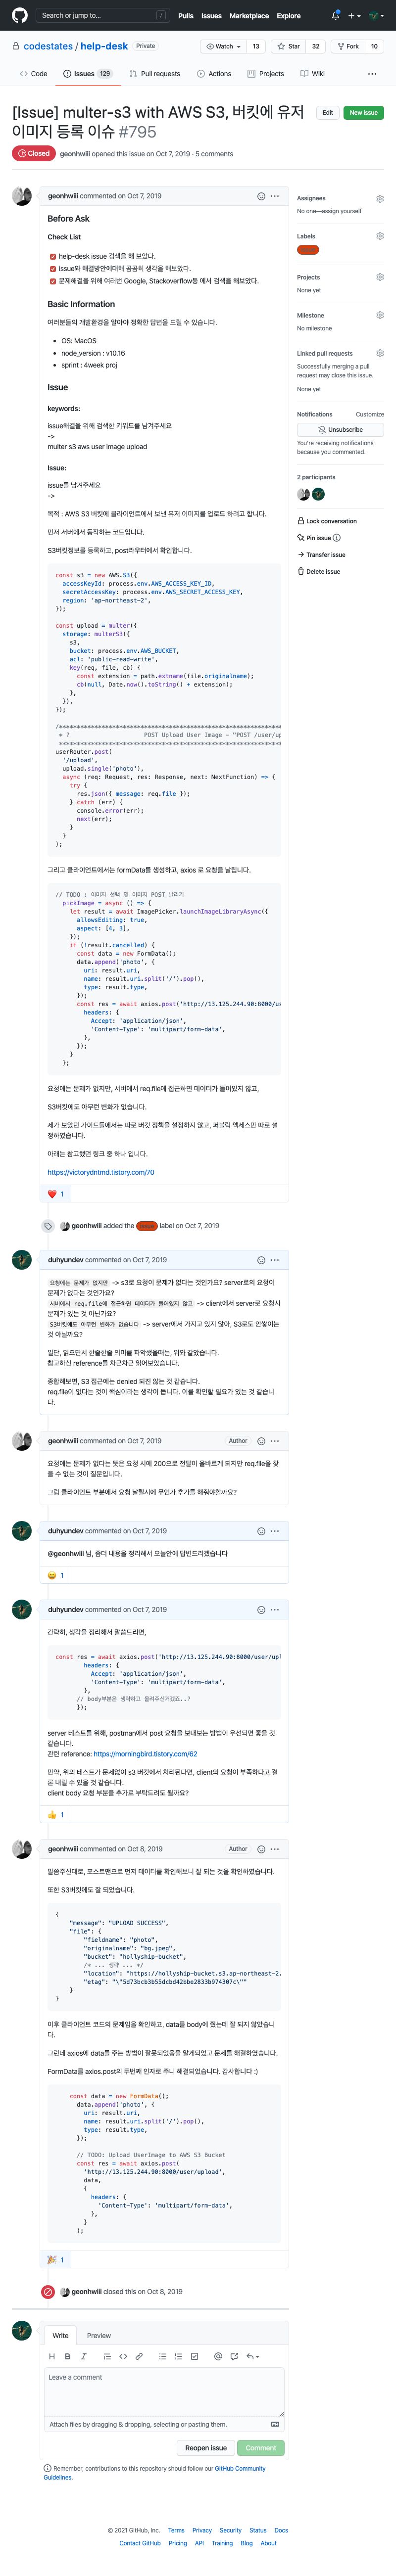 Search or jump to...
/
Pulls Issues Marketplace Explore
codestates / help-desk Private
Watch 13 Star 32 Fork 10
Code Issues 129 Pull requests Actions Projects Wiki
[Issue] multer-s3 with AWS S3, 버킷에 유저
이미지 등록 이슈 #795
Edit New issue
Closed geonhwiii opened this issue on Oct 7, 2019 · 5 comments
geonhwiii commented on Oct 7, 2019
Before Ask
Check List
help-desk issue 검색을 해 보았다.
issue와 해결방안에대해 곰곰히 생각을 해보았다.
문제해결을 위해 여러번 Google, Stackoverflow등 에서 검색을 해보았다.
Basic Information
여러분들의 개발환경을 알아야 정확한 답변을 드릴 수 있습니다.
OS: MacOS
node_version : v10.16
sprint : 4week proj
Issue
keywords:
issue해결을 위해 검색한 키워드를 남겨주세요
->
multer s3 aws user image upload
Issue:
issue를 남겨주세요
->
목적 : AWS S3 버킷에 클라이언트에서 보낸 유저 이미지를 업로드 하려고 합니다.
먼저 서버에서 동작하는 코드입니다.
S3버킷정보를 등록하고, post라우터에서 확인합니다.
const s3 = new AWS.S3({
accessKeyId: process.env.AWS_ACCESS_KEY_ID,
secretAccessKey: process.env.AWS_SECRET_ACCESS_KEY,
region: 'ap-northeast-2',
});
const upload = multer({
storage: multerS3({
s3,
bucket: process.env.AWS_BUCKET,
acl: 'public-read-write',
key(req, file, cb) {
const extension = path.extname(file.originalname);
cb(null, Date.now().toString() + extension);
},
}),
});
/**************************************************************
* ? POST Upload User Image - "POST /user/up
**************************************************************
userRouter.post(
'/upload',
upload.single('photo'),
async (req: Request, res: Response, next: NextFunction) => {
try {
res.json({ message: req.file });
} catch (err) {
console.error(err);
next(err);
}
}
);
그리고 클라이언트에서는 formData를 생성하고, axios 로 요청을 날립니다.
// TODO : 이미지 선택 및 이미지 POST 날리기
pickImage = async () => {
let result = await ImagePicker.launchImageLibraryAsync({
allowsEditing: true,
aspect: [4, 3],
});
if (!result.cancelled) {
const data = new FormData();
data.append('photo', {
uri: result.uri,
name: result.uri.split('/').pop(),
type: result.type,
});
const res = await axios.post('http://13.125.244.90:8000/us
headers: {
Accept: 'application/json',
'Content-Type': 'multipart/form-data',
},
});
}
};
요청에는 문제가 없지만, 서버에서 req.file에 접근하면 데이터가 들어있지 않고,
S3버킷에도 아무런 변화가 없습니다.
제가 보았던 가이드들에서는 따로 버킷 정책을 설정하지 않고, 퍼블릭 액세스만 따로 설
정하였습니다.
아래는 참고했던 링크 중 하나 입니다.
https://victorydntmd.tistory.com/70
1
geonhwiii added the label on Oct 7, 2019
duhyundev commented on Oct 7, 2019
요청에는 문제가 없지만 -> s3로 요청이 문제가 없다는 것인가요? server로의 요청이
문제가 없다는 것인가요?
서버에서 req.file에 접근하면 데이터가 들어있지 않고 -> client에서 server로 요청시
문제가 있는 것 아닌가요?
S3버킷에도 아무런 변화가 없습니다 -> server에서 가지고 있지 않아, S3로도 안쌓이는
것 아닐까요?
일단, 읽으면서 한줄한줄 의미를 파악했을때는, 위와 같았습니다.
참고하신 reference를 차근차근 읽어보았습니다.
종합해보면, S3 접근에는 denied 되진 않는 것 같습니다.
req.file이 없다는 것이 핵심이라는 생각이 듭니다. 이를 확인할 필요가 있는 것 같습니
다.
geonhwiii commented on Oct 7, 2019 Author
요청에는 문제가 없다는 뜻은 요청 시에 200으로 전달이 올바르게 되지만 req.file을 찾
을 수 없는 것이 질문입니다.
그럼 클라이언트 부분에서 요청 날릴시에 무언가 추가를 해줘야할까요?
duhyundev commented on Oct 7, 2019
@geonhwiii 님, 좀더 내용을 정리해서 오늘안에 답변드리겠습니다
1
duhyundev commented on Oct 7, 2019
간략히, 생각을 정리해서 말씀드리면,
const res = await axios.post('http://13.125.244.90:8000/user/upl
headers: {
Accept: 'application/json',
'Content-Type': 'multipart/form-data',
},
// body부분은 생략하고 올려주신거겠죠..?
});
server 테스트를 위해, postman에서 post 요청을 보내보는 방법이 우선되면 좋을 것
같습니다.
관련 reference: https://morningbird.tistory.com/62
만약, 위의 테스트가 문제없이 s3 버킷에서 처리된다면, client의 요청이 부족하다고 결
론 내릴 수 있을 것 같습니다.
client body 요청 부분을 추가로 부탁드려도 될까요?
1
geonhwiii commented on Oct 8, 2019 Author
말씀주신대로, 포스트맨으로 먼저 데이터를 확인해보니 잘 되는 것을 확인하였습니다.
또한 S3버킷에도 잘 되었습니다.
{
"message": "UPLOAD SUCCESS",
"file": {
"fieldname": "photo",
"originalname": "bg.jpeg",
"bucket": "hollyship-bucket",
/* ... 생략 ... */
"location": "https://hollyship-bucket.s3.ap-northeast-2.
"etag": "\"5d73bcb3b55dcbd42bbe2833b974307c\""
}
}
이후 클라이언트 코드의 문제임을 확인하고, data를 body에 줬는데 잘 되지 않았습니
다.
그런데 axios에 data를 주는 방법이 잘못되었음을 알게되었고 문제를 해결하였습니다.
FormData를 axios.post의 두번째 인자로 주니 해결되었습니다. 감사합니다 :)
const data = new FormData();
data.append('photo', {
uri: result.uri,
name: result.uri.split('/').pop(),
type: result.type,
});
// TODO: Upload UserImage to AWS S3 Bucket
const res = await axios.post(
'http://13.125.244.90:8000/user/upload',
data,
{
headers: {
'Content-Type': 'multipart/form-data',
},
}
);
1
geonhwiii closed this on Oct 8, 2019
Write Preview
Leave a comment
Attach files by dragging & dropping, selecting or pasting them.
Reopen issue Comment
Remember, contributions to this repository should follow our GitHub Community
Guidelines.
Assignees
No one—assign yourself
Labels
Projects
None yet
Milestone
No milestone
Linked pull requests
Successfully merging a pull
request may close this issue.
None yet
Notifications Customize
Unsubscribe
You're receiving notifications
because you commented.
2 participants
Lock conversation
Pin issue
Transfer issue
Delete issue
© 2021 GitHub, Inc. Terms Privacy Security Status Docs
Contact GitHub Pricing API Training Blog About